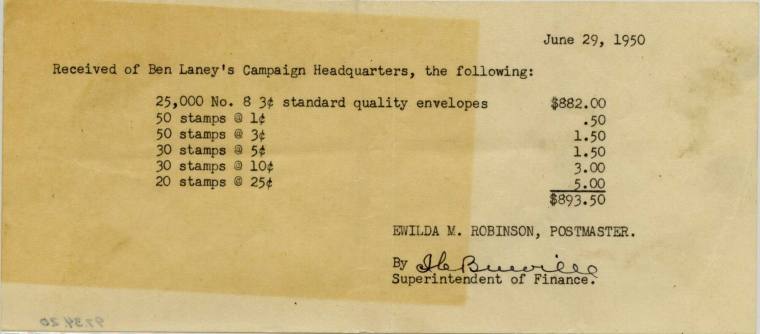 June 29, 1950
Received of Ben Laney's Campaign Headquarters, the following:
25,000 No. 8 3¢ standard quality envelopes $882.00
50 stamps @ 1¢ .50
50 stamps @ 3¢ 1.50
30 stamps @ 5¢ 1.50
30 stamps @ 10¢ 3.00
20 stamps @ 25¢ 5.00
$893.50
EWILDA M. ROBINSON, POSTMASTER.
By
Superintendent of Finance.